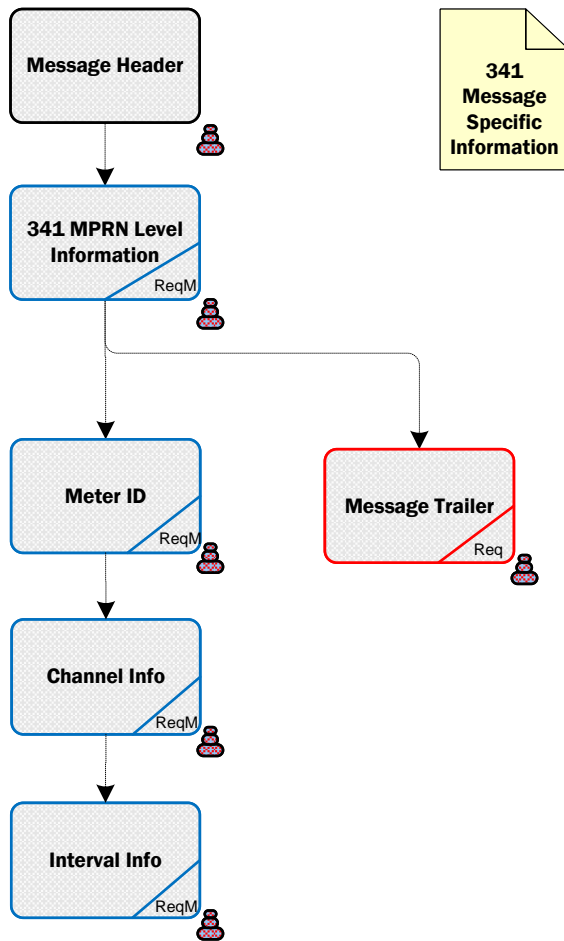 Message Header
341
Message
Specific
Information
341 MPRN Level
Information
ReqM
Meter ID
ReqM
Message Trailer
Req
Channel Info
ReqM
Interval Info
ReqM